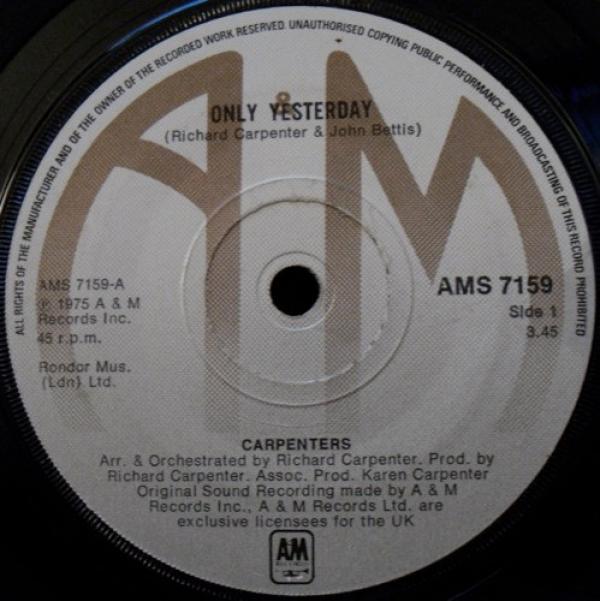 ALL RIGHTS OF THE MANUFACTURER AND OF THE OWNER OF THE RECORDED WORK RESERVED. UNAUTHORISED COPYING PUBLIC PERFORMANCE AND BROADCASTING OF THIS RECORD PROHIBITED
A&M
ONLY YESTERDAY
(Richard Carpenter & John Bettis)
AMS 7159-A
℗ 1975 A & M
Records Inc.
45 r.p.m.
Rondor Mus.
(Ldn) Ltd.
AMS 7159
Side 1
3.45
CARPENTERS
Arr. & Orchestrated by Richard Carpenter. Prod. by
Richard Carpenter. Assoc. Prod. Karen Carpenter
Original Sound Recording made by A & M
Records Inc., A & M Records Ltd. are
exclusive licensees for the UK
A&M